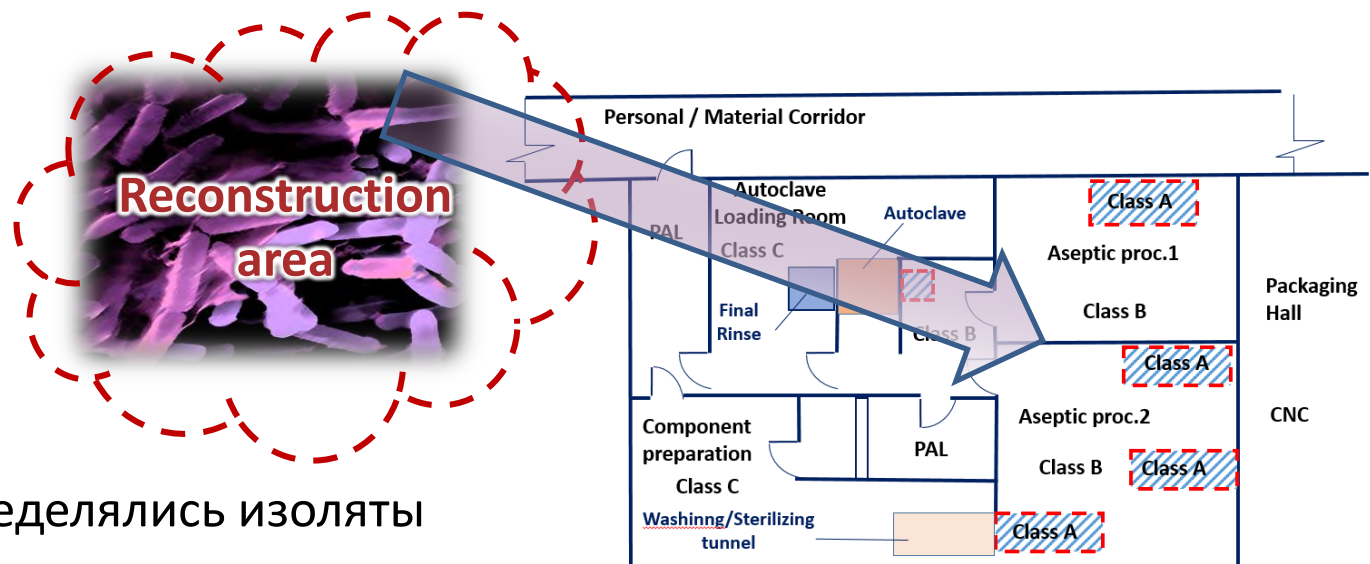 Reconstruction
area
Personal / Material Corridor
PAL
Autoclave
Loading Room
Class C
Autoclave
Final
Rinse
Class B
Class A
Aseptic proc.1
Class B
Packaging
Hall
Class A
Aseptic proc.2
Class B
Class A
CNC
Component
preparation
Class C
PAL
Washinng/Sterilizing
tunnel
Class A
еделялись изоляты